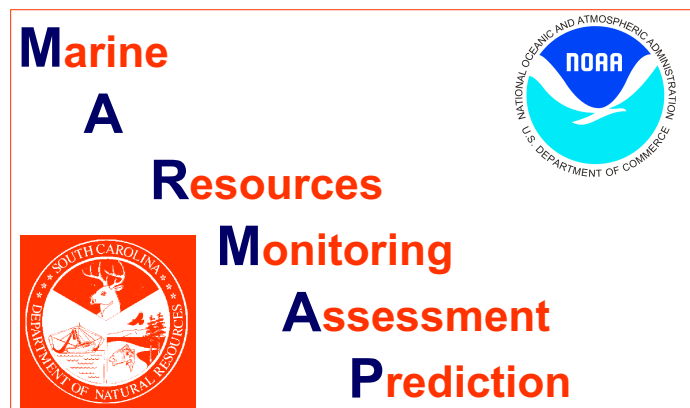 Marine
A
Resources
Monitoring
Assessment
Prediction
NATIONAL OCEANIC AND ATMOSPHERIC ADMINISTRATION
NOAA
U.S. DEPARTMENT OF COMMERCE
SOUTH CAROLINA
DEPARTMENT OF NATURAL RESOURCES